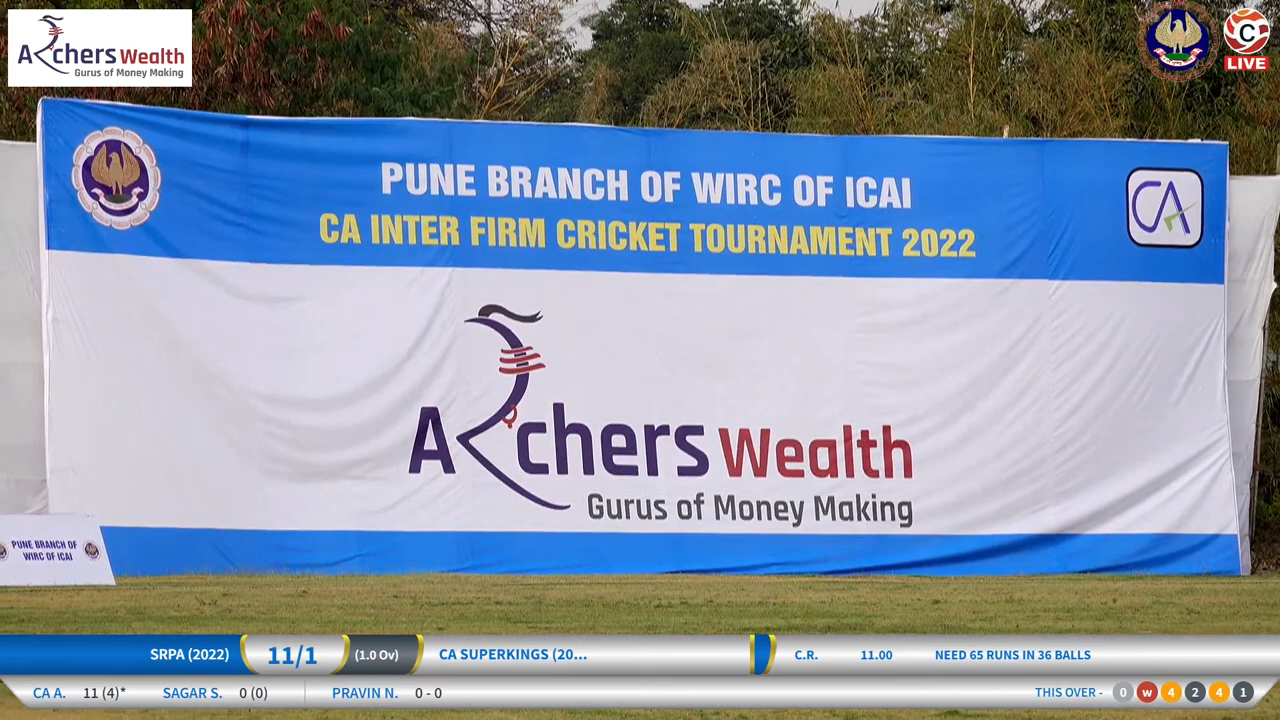 Archers Wealth
Gurus of Money Making
C
LIVE
PUNE BRANCH OF WIRC OF ICAI
CA INTER FIRM CRICKET TOURNAMENT 2022
CA
Archers Wealth
Gurus of Money Making
PUNE BRANCH OF
WIRC OF ICAI
SRPA (2022) 11/1 (1.0 Ov) CA SUPERKINGS (20... C.R. 11.00 NEED 65 RUNS IN 36 BALLS
CA A. 11 (4)* SAGAR S. 0 (0) PRAVIN N. 0 - 0 THIS OVER - 0 w 4 2 4 1